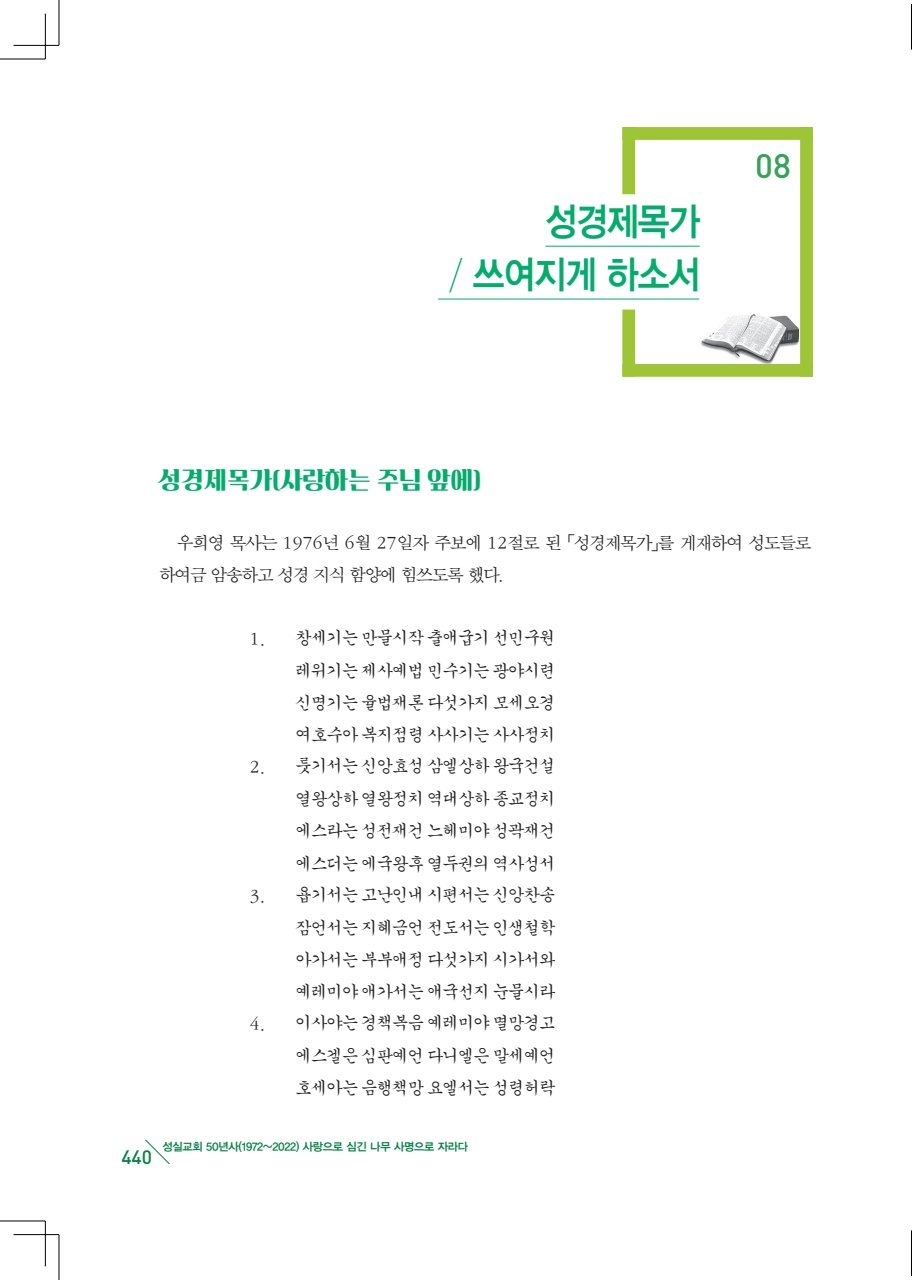 08
성경제목가
/ 쓰여지게 하소서
성경제목가(사랑하는 주님 앞에)
우희영 목사는 1976년 6월 27일자 주보에 12절로 된 「성경제목가」를 게재하여 성도들로
하여금 암송하고 성경 지식 함양에 힘쓰도록 했다.
1. 창세기는 만물시작 출애굽기 선민구원
레위기는 제사예법 민수기는 광야시련
신명기는 율법재론 다섯가지 모세오경
여호수아 복지점령 사사기는 사사정치
2. 룻기서는 신앙효성 삼엘상하 왕국건설
열왕상하 열왕정치 역대상하 종교정치
에스라는 성전재건 느헤미야 성곽재건
에스더는 에국왕후 열두권의 역사성서
3. 욥기서는 고난인내 시편서는 신앙찬송
잠언서는 지혜금언 전도서는 인생철학
아가서는 부부애정 다섯가지 시가서와
예레미야 애가서는 애국선지 눈물시라
4. 이사야는 경책복음 예레미야 멸망경고
에스겔은 심판예언 다니엘은 말세예언
호세아는 음행책망 요엘서는 성령허락
440 성실교회 50년사(1972~2022) 사랑으로 심긴 나무 사명으로 자라다